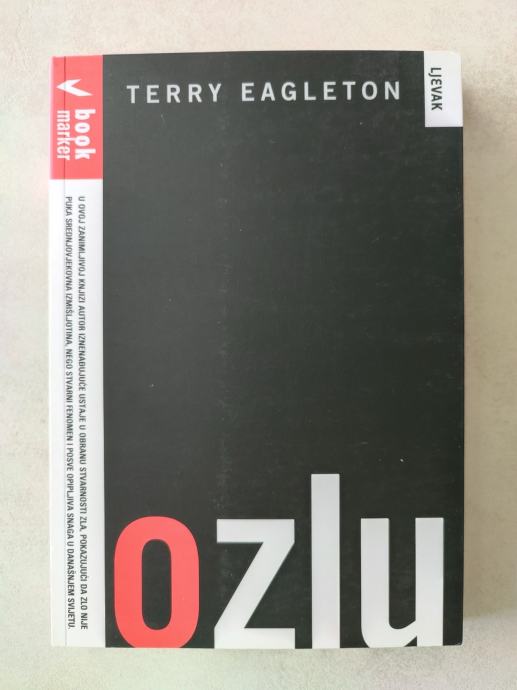 TERRY EAGLETON
LJEVAK
book
marker
U OVOJ ZANIMLJIVOJ KNJIZI AUTOR IZNENAĐUJUĆE USTAJE U OBRANU STVARNOSTI ZLA, POKAZUJUĆI DA ZLO NIJE
PUKA SREDNJOVJEKOVNA IZMIŠLJOTINA, NEGO STVARNI FENOMEN I POSVE OPIPLJIVA SNAGA U DANAŠNJEM SVIJETU.
o zlu